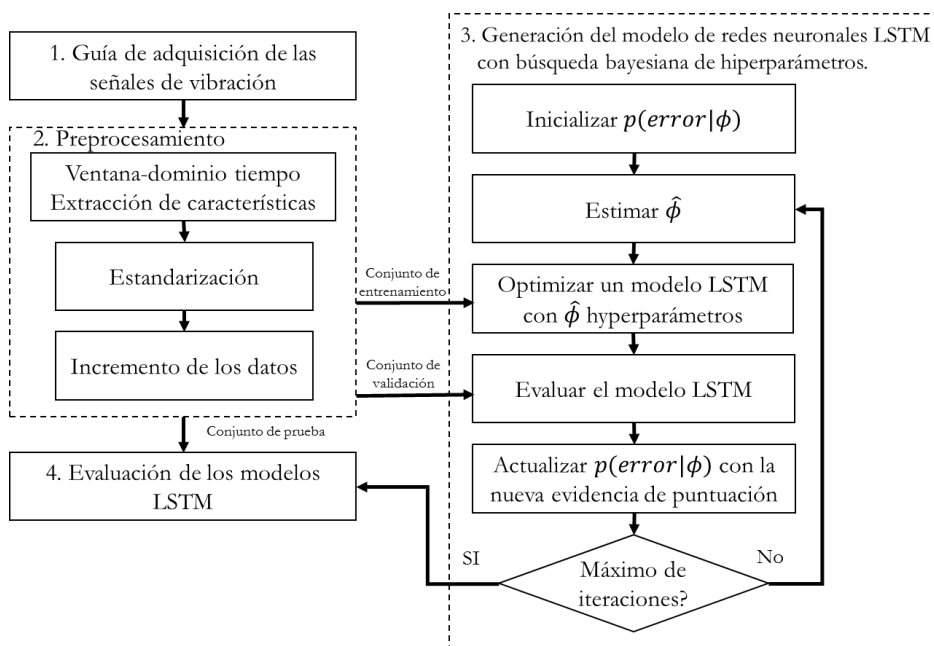 1. Guía de adquisición de las
señales de vibración
2. Preprocesamiento
Ventana-dominio tiempo
Extracción de características
Estandarización
Incremento de los datos
Conjunto de
entrenamiento
Conjunto de
validación
Conjunto de prueba
4. Evaluación de los modelos
LSTM
3. Generación del modelo de redes neuronales LSTM
con búsqueda bayesiana de hiperparámetros.
Inicializar p(error|ϕ)
Estimar ϕ̂
Optimizar un modelo LSTM
con ϕ̂ hyperparámetros
Evaluar el modelo LSTM
Actualizar p(error|ϕ) con la
nueva evidencia de puntuación
SI
No
Máximo de
iteraciones?